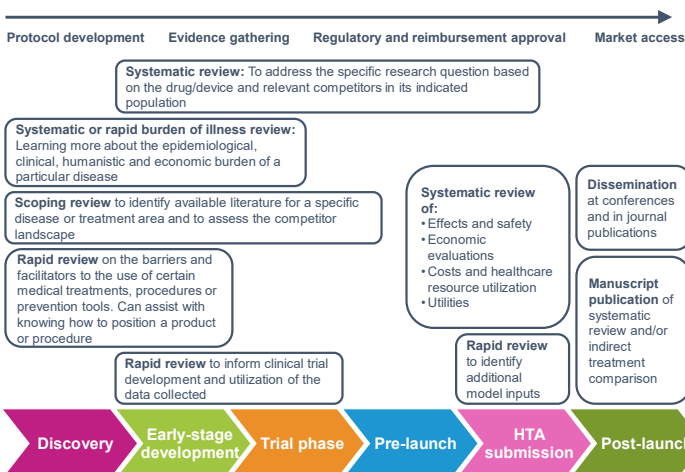 Protocol development Evidence gathering Regulatory and reimbursement approval Market access
Systematic review: To address the specific research question based
on the drug/device and relevant competitors in its indicated
population
Systematic or rapid burden of illness review:
Learning more about the epidemiological,
clinical, humanistic and economic burden of a
particular disease
Scoping review to identify available literature for a specific
disease or treatment area and to assess the competitor
landscape
Rapid review on the barriers and
facilitators to the use of certain
medical treatments, procedures or
prevention tools. Can assist with
knowing how to position a product
or procedure
Rapid review to inform clinical trial
development and utilization of the
data collected
Systematic review
of:
• Effects and safety
• Economic
evaluations
• Costs and healthcare
resource utilization
• Utilities
Rapid review
to identify
additional
model inputs
Dissemination
at conferences
and in journal
publications
Manuscript
publication of
systematic
review and/or
indirect
treatment
comparison
Discovery
Early-stage
development
Trial phase
Pre-launch
HTA
submission
Post-launch